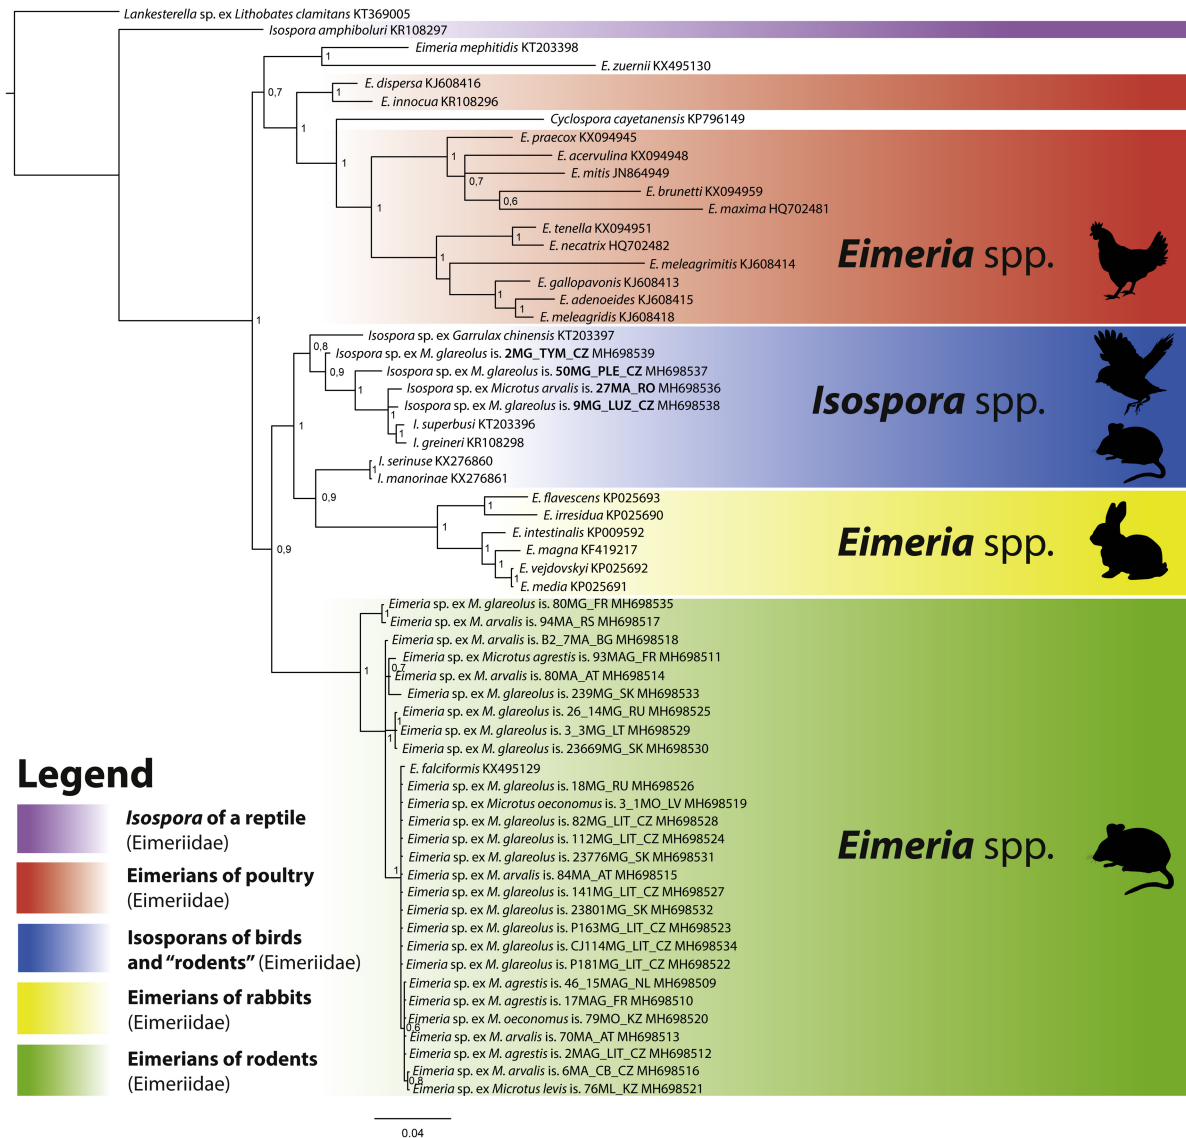 Lankesterella sp. ex Lithobates clamitans KT369005
Isospora amphiboluri KR108297
Eimeria mephitidis KT203398
1
E. zuernii KX495130
E. dispersa KJ608416
0,7
1
E. innocua KR108296
Cyclospora cayetanensis KP796149
1
E. praecox KX094945
1
E. acervulina KX094948
1
E. mitis JN864949
0,7
E. brunetti KX094959
0,6
E. maxima HQ702481
1
E. tenella KX094951
1
E. necatrix HQ702482
1
E. meleagrimitis KJ608414
E. gallopavonis KJ608413
1
E. adenoeides KJ608415
1
E. meleagridis KJ608418
Eimeria spp.
1
Isospora sp. ex Garrulax chinensis KT203397
0,8
Isospora sp. ex M. glareolus is. 2MG_TYM_CZ MH698539
0,9
Isospora sp. ex M. glareolus is. 50MG_PLE_CZ MH698537
1
Isospora sp. ex Microtus arvalis is. 27MA_RO MH698536
Isospora sp. ex M. glareolus is. 9MG_LUZ_CZ MH698538
1
I. superbusi KT203396
1
I. greineri KR108298
1
I. serinuse KX276860
1
I. manorinae KX276861
Isospora spp.
0,9
E. flavescens KP025693
1
E. irresidua KP025690
1
E. intestinalis KP009592
1
E. magna KF419217
1
E. vejdovskyi KP025692
1
E. media KP025691
Eimeria spp.
0,9
Eimeria sp. ex M. glareolus is. 80MG_FR MH698535
1
Eimeria sp. ex M. arvalis is. 94MA_RS MH698517
Eimeria sp. ex M. arvalis is. B2_7MA_BG MH698518
Eimeria sp. ex Microtus agrestis is. 93MAG_FR MH698511
0,7
1
Eimeria sp. ex M. arvalis is. 80MA_AT MH698514
Eimeria sp. ex M. glareolus is. 239MG_SK MH698533
Eimeria sp. ex M. glareolus is. 26_14MG_RU MH698525
1
Eimeria sp. ex M. glareolus is. 3_3MG_LT MH698529
1
Eimeria sp. ex M. glareolus is. 23669MG_SK MH698530
E. falciformis KX495129
Eimeria sp. ex M. glareolus is. 18MG_RU MH698526
Eimeria sp. ex Microtus oeconomus is. 3_1MO_LV MH698519
Eimeria sp. ex M. glareolus is. 82MG_LIT_CZ MH698528
Eimeria sp. ex M. glareolus is. 112MG_LIT_CZ MH698524
Eimeria sp. ex M. glareolus is. 23776MG_SK MH698531
1
Eimeria sp. ex M. arvalis is. 84MA_AT MH698515
Eimeria sp. ex M. glareolus is. 141MG_LIT_CZ MH698527
Eimeria sp. ex M. glareolus is. 23801MG_SK MH698532
Eimeria sp. ex M. glareolus is. P163MG_LIT_CZ MH698523
Eimeria sp. ex M. glareolus is. CJ114MG_LIT_CZ MH698534
Eimeria sp. ex M. glareolus is. P181MG_LIT_CZ MH698522
Eimeria sp. ex M. agrestis is. 46_15MAG_NL MH698509
Eimeria sp. ex M. agrestis is. 17MAG_FR MH698510
Eimeria sp. ex M. oeconomus is. 79MO_KZ MH698520
0,6
Eimeria sp. ex M. arvalis is. 70MA_AT MH698513
Eimeria sp. ex M. agrestis is. 2MAG_LIT_CZ MH698512
Eimeria sp. ex M. arvalis is. 6MA_CB_CZ MH698516
0,8
Eimeria sp. ex Microtus levis is. 76ML_KZ MH698521
Eimeria spp.
Legend
Isospora of a reptile
(Eimeriidae)
Eimerians of poultry
(Eimeriidae)
Isosporans of birds
and “rodents” (Eimeriidae)
Eimerians of rabbits
(Eimeriidae)
Eimerians of rodents
(Eimeriidae)
0.04